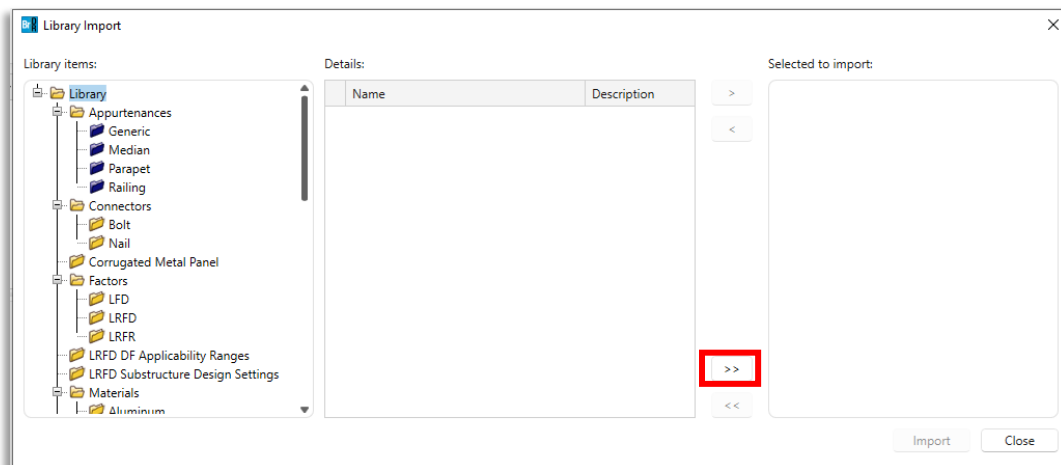 Br DR Library Import
Library items:
Details:
Selected to import:
Library
Appurtenances
Generic
Median
Parapet
Railing
Connectors
Bolt
Nail
Corrugated Metal Panel
Factors
LFD
LRFD
LRFR
LRFD DF Applicability Ranges
LRFD Substructure Design Settings
Materials
Aluminum
Name Description
>
<
>>
<<
Import Close